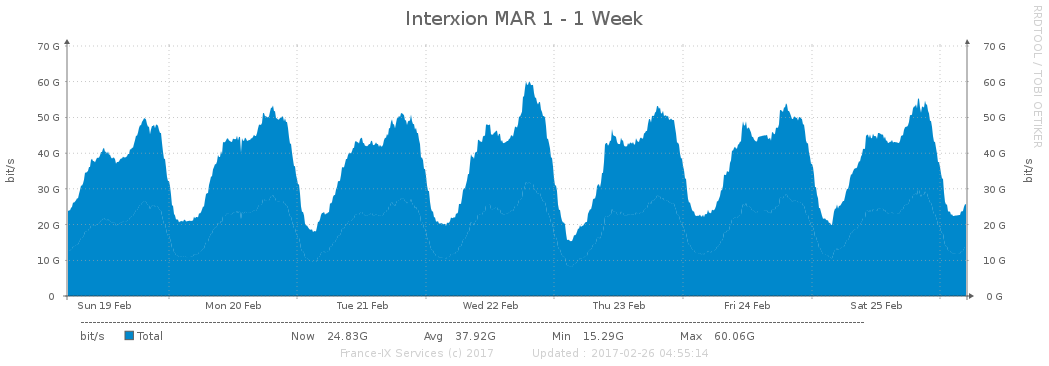 Interxion MAR 1 - 1 Week
RRDTOOL / TOBI OETIKER
bit/s
70 G 70 G
60 G 60 G
50 G 50 G
40 G 40 G
30 G 30 G
20 G 20 G
10 G 10 G
0 0 G
bit/s
Sun 19 Feb Mon 20 Feb Tue 21 Feb Wed 22 Feb Thu 23 Feb Fri 24 Feb Sat 25 Feb
bit/s Total Now 24.83G Avg 37.92G Min 15.29G Max 60.06G
France-IX Services (c) 2017 Updated : 2017-02-26 04:55:14